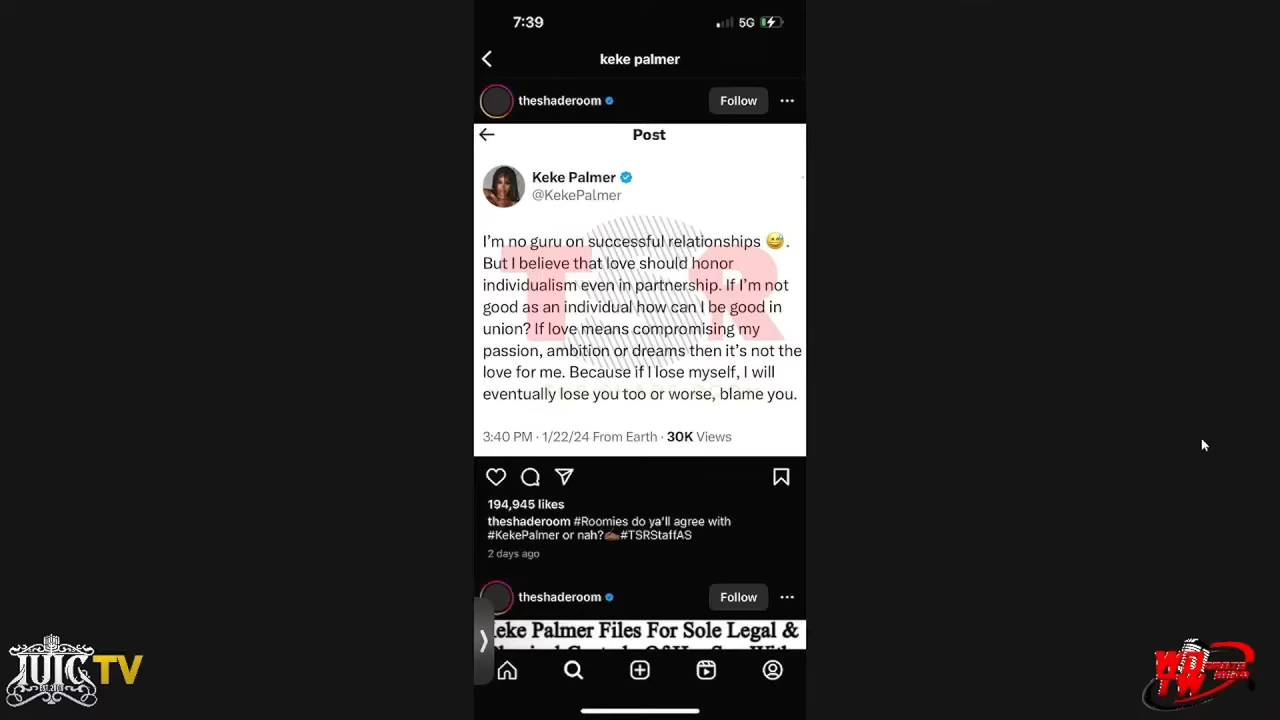 7:39
5G
keke palmer
theshaderoom
Follow
Post
Keke Palmer
@KekePalmer
TSR
I'm no guru on successful relationships 😅.
But I believe that love should honor
individualism even in partnership. If I'm not
good as an individual how can I be good in
union? If love means compromising my
passion, ambition or dreams then it's not the
love for me. Because if I lose myself, I will
eventually lose you too or worse, blame you.
3:40 PM · 1/22/24 From Earth · 30K Views
194,945 likes
theshaderoom #Roomies do ya'll agree with
#KekePalmer or nah?✍🏾#TSRStaffAS
2 days ago
theshaderoom
Follow
eke Palmer Files For Sole Legal &
IUIC TV